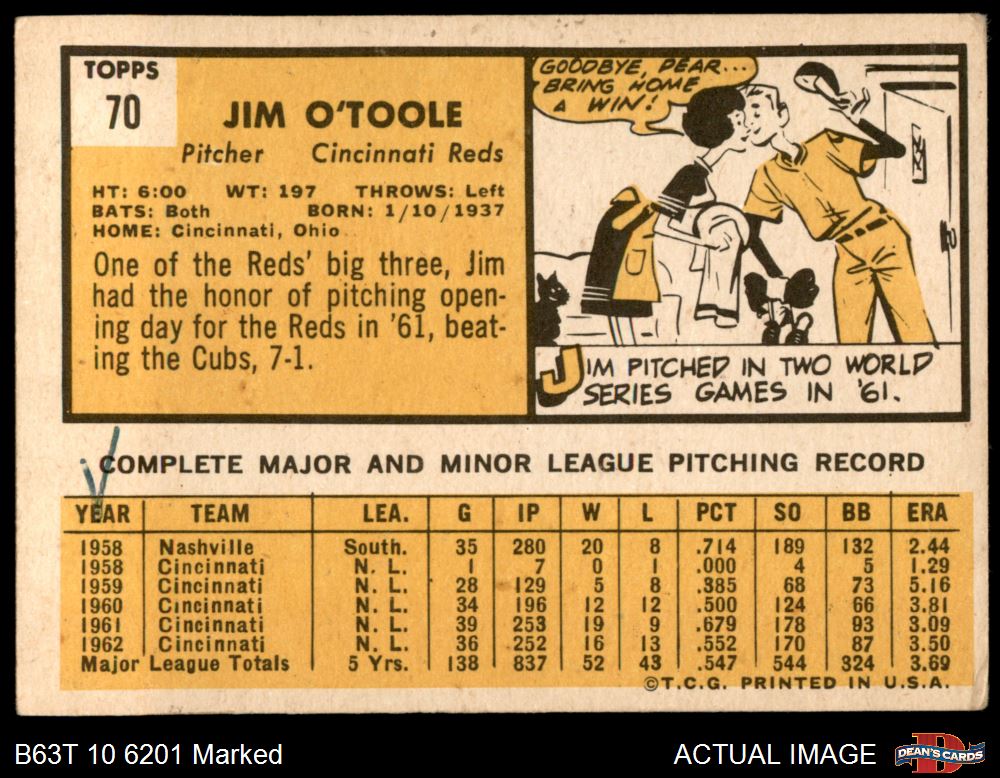 TOPPS
70
JIM O'TOOLE
Pitcher Cincinnati Reds
HT: 6:00 WT: 197 THROWS: Left
BATS: Both BORN: 1/10/1937
HOME: Cincinnati, Ohio
One of the Reds' big three, Jim
had the honor of pitching open-
ing day for the Reds in '61, beat-
ing the Cubs, 7-1.
GOODBYE, DEAR...
BRING HOME
A WIN!
JIM PITCHED IN TWO WORLD
SERIES GAMES IN '61.
COMPLETE MAJOR AND MINOR LEAGUE PITCHING RECORD
YEAR TEAM LEA. G IP W L PCT SO BB ERA
1958 Nashville South. 35 280 20 8 .714 189 132 2.44
1958 Cincinnati N. L. 1 7 0 1 .000 4 5 1.29
1959 Cincinnati N. L. 28 129 5 8 .385 68 73 5.16
1960 Cincinnati N. L. 34 196 12 12 .500 124 66 3.81
1961 Cincinnati N. L. 39 253 19 9 .679 178 93 3.09
1962 Cincinnati N. L. 36 252 16 13 .552 170 87 3.50
Major League Totals 5 Yrs. 138 837 52 43 .547 544 324 3.69
©T.C.G. PRINTED IN U.S.A.
B63T 10 6201 Marked
ACTUAL IMAGE
DEAN'S CARDS